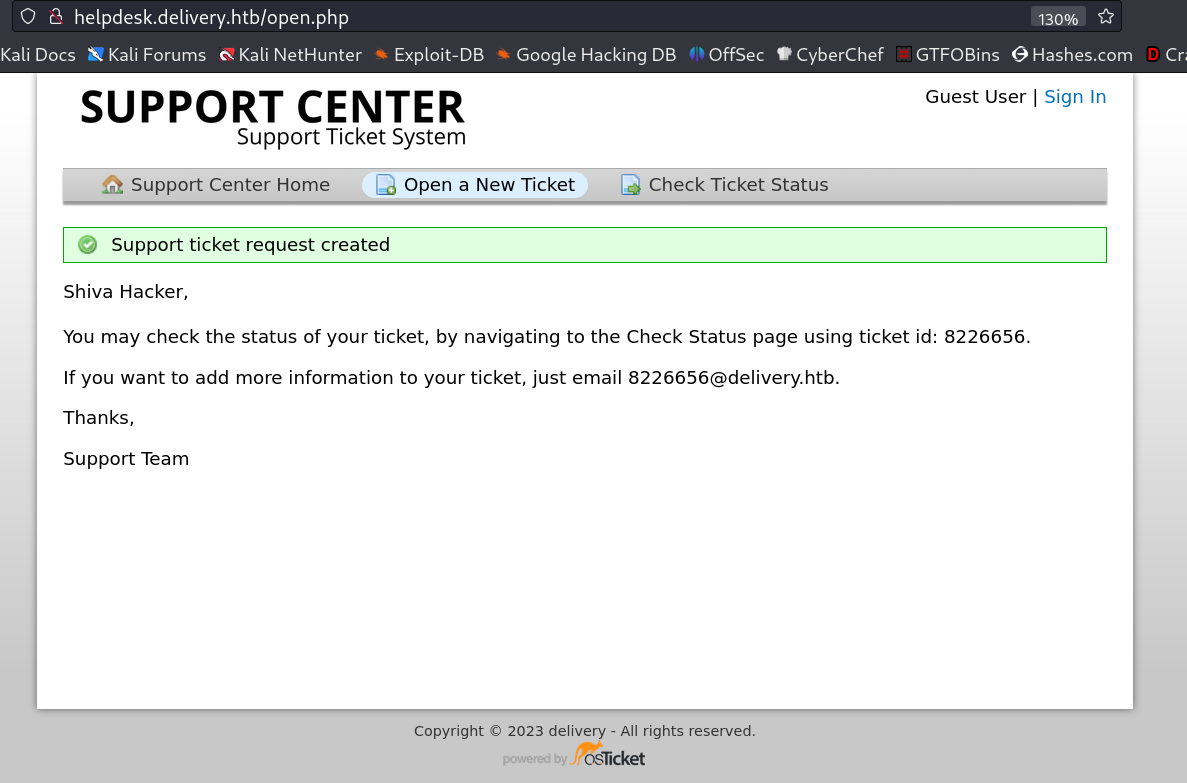 helpdesk.delivery.htb/open.php 130%
Kali Docs Kali Forums Kali NetHunter Exploit-DB Google Hacking DB OffSec CyberChef GTFOBins Hashes.com
SUPPORT CENTER
Support Ticket System
Guest User | Sign In
Support Center Home Open a New Ticket Check Ticket Status
Support ticket request created
Shiva Hacker,
You may check the status of your ticket, by navigating to the Check Status page using ticket id: 8226656.
If you want to add more information to your ticket, just email 8226656@delivery.htb.
Thanks,
Support Team
Copyright © 2023 delivery - All rights reserved.
powered by osTicket